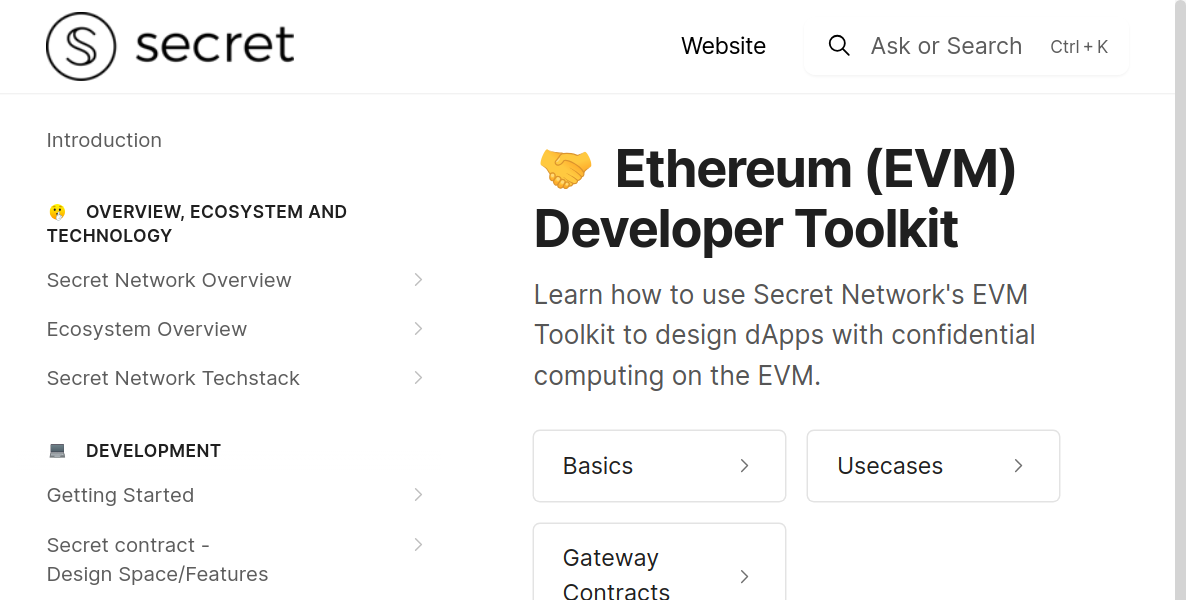 secret
Website
Ask or Search Ctrl + K
Introduction
OVERVIEW, ECOSYSTEM AND
TECHNOLOGY
Secret Network Overview
Ecosystem Overview
Secret Network Techstack
DEVELOPMENT
Getting Started
Secret contract -
Design Space/Features
Ethereum (EVM)
Developer Toolkit
Learn how to use Secret Network's EVM
Toolkit to design dApps with confidential
computing on the EVM.
Basics
Usecases
Gateway
Contracts